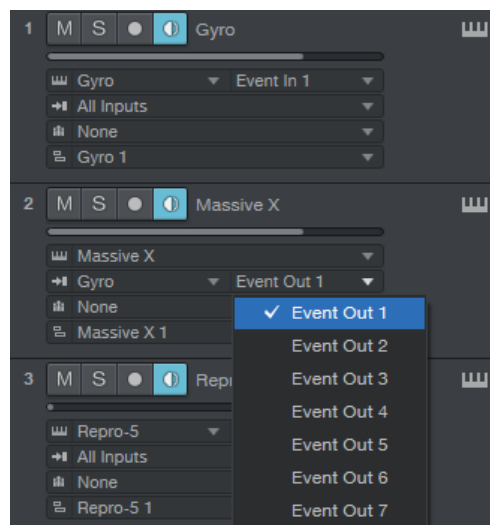 1 M S Gyro
Gyro Event In 1
All Inputs
None
Gyro 1
2 M S Massive X
Massive X
Gyro Event Out 1
None
Massive X 1
✓ Event Out 1
Event Out 2
Event Out 3
Event Out 4
Event Out 5
Event Out 6
Event Out 7
3 M S Repr
Repro-5
All Inputs
None
Repro-5 1